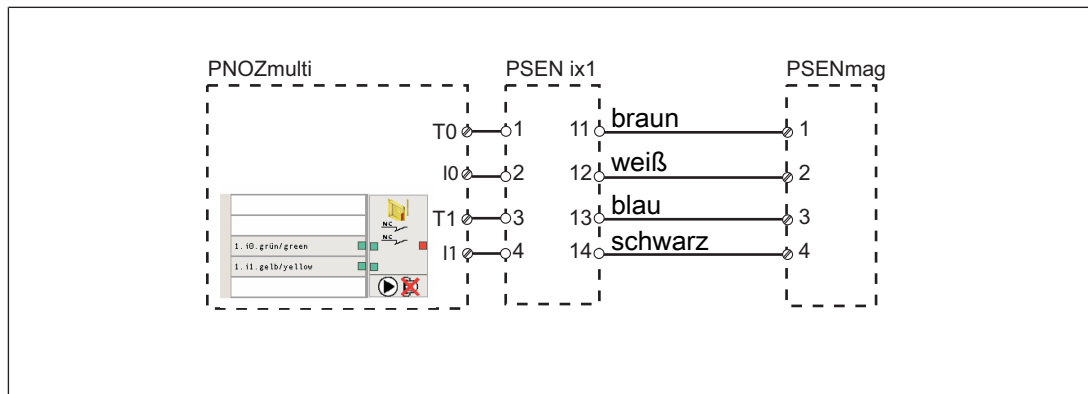 PNOZmulti PSEN ix1 PSENmag
T0 1 11 braun 1
I0 2 12 weiß 2
T1 3 13 blau 3
I1 4 14 schwarz 4
NC
NC
1.i0.grün/green
1.i1.gelb/yellow